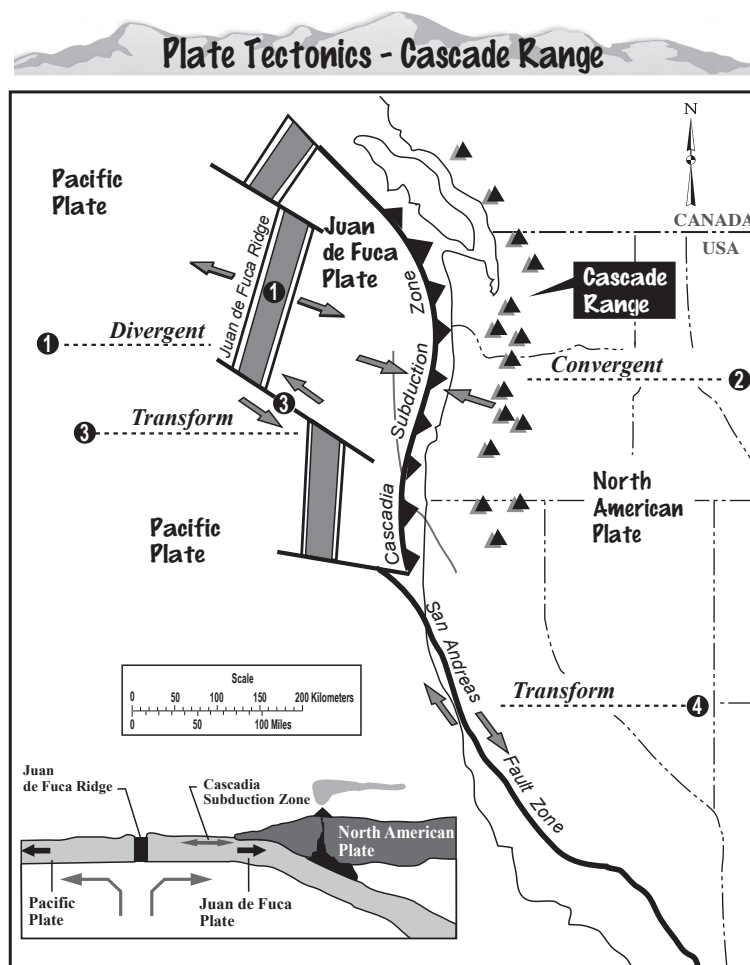 Plate Tectonics - Cascade Range
N
Pacific
Plate
CANADA
USA
Juan
de Fuca
Plate
Juan de Fuca Ridge
Cascade
Range
1
1
Divergent
Convergent
2
3
3
Transform
Cascadia Subduction Zone
North
American
Plate
Pacific
Plate
San Andreas Fault Zone
Transform
4
Scale
0 50 100 150 200 Kilometers
0 50 100 Miles
Juan
de Fuca Ridge
Cascadia
Subduction Zone
North American
Plate
Pacific
Plate
Juan de Fuca
Plate